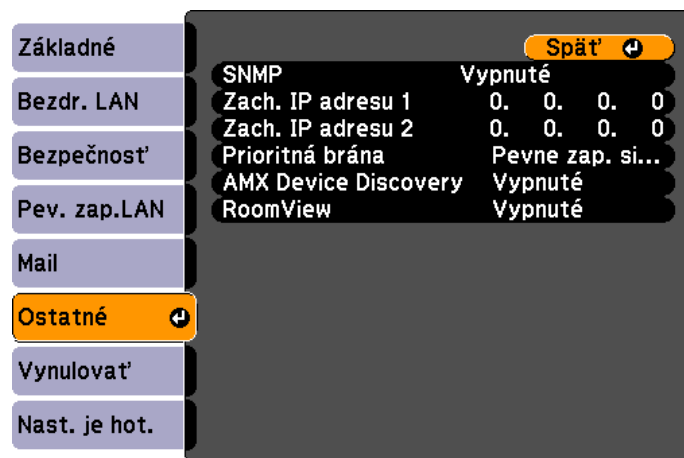 Základné
Bezdr. LAN
Bezpečnosť
Pev. zap.LAN
Mail
Ostatné
Vynulovať
Nast. je hot.
Späť
SNMP Vypnuté
Zach. IP adresu 1 0. 0. 0. 0
Zach. IP adresu 2 0. 0. 0. 0
Prioritná brána Pevne zap. si...
AMX Device Discovery Vypnuté
RoomView Vypnuté